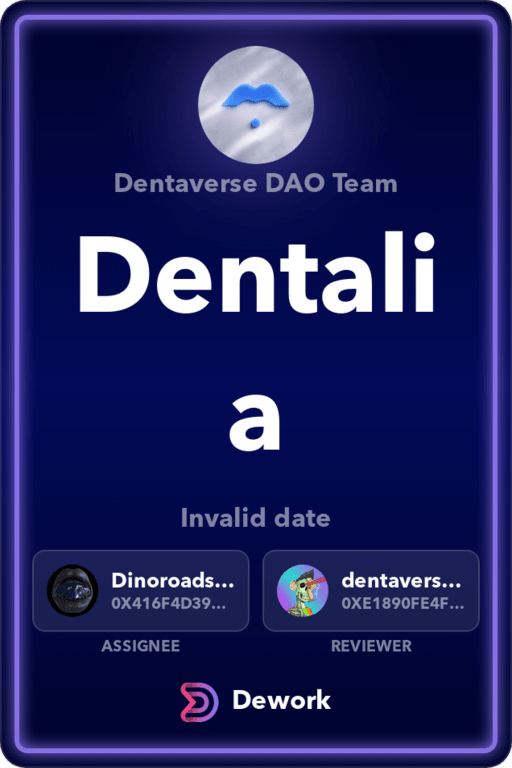 Dentaverse DAO Team
Dentali
a
Invalid date
Dinoroads... dentavers...
0X416F4D39... 0XE1890FE4F...
ASSIGNEE REVIEWER
Dework